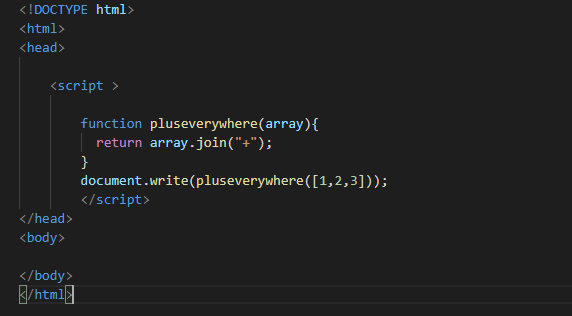 <!DOCTYPE html>
<html>
<head>
<script >
function pluseverywhere(array){
return array.join("+");
}
document.write(pluseverywhere([1,2,3]));
</script>
</head>
<body>
</body>
</html>